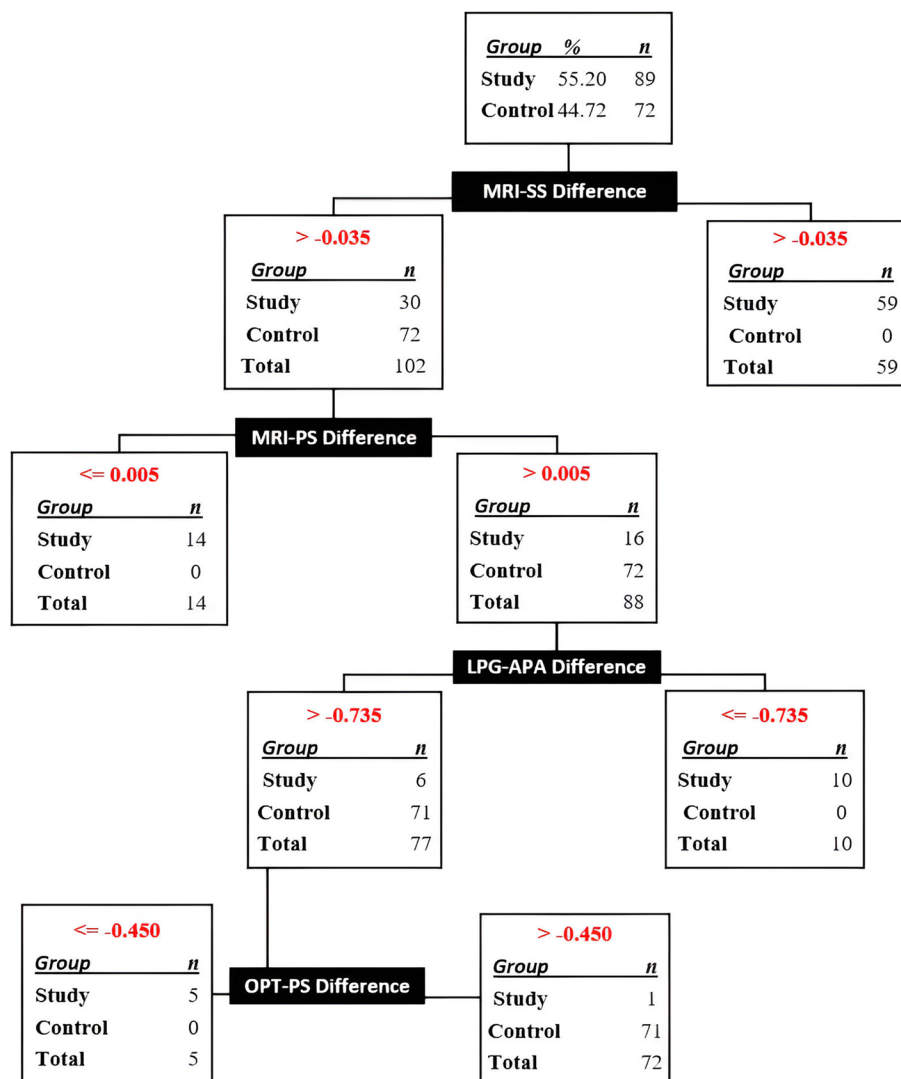 Group % n
Study 55.20 89
Control 44.72 72
MRI-SS Difference
> -0.035
Group n
Study 30
Control 72
Total 102
> -0.035
Group n
Study 59
Control 0
Total 59
MRI-PS Difference
<= 0.005
Group n
Study 14
Control 0
Total 14
> 0.005
Group n
Study 16
Control 72
Total 88
LPG-APA Difference
> -0.735
Group n
Study 6
Control 71
Total 77
<= -0.735
Group n
Study 10
Control 0
Total 10
<= -0.450
Group n
Study 5
Control 0
Total 5
OPT-PS Difference
> -0.450
Group n
Study 1
Control 71
Total 72